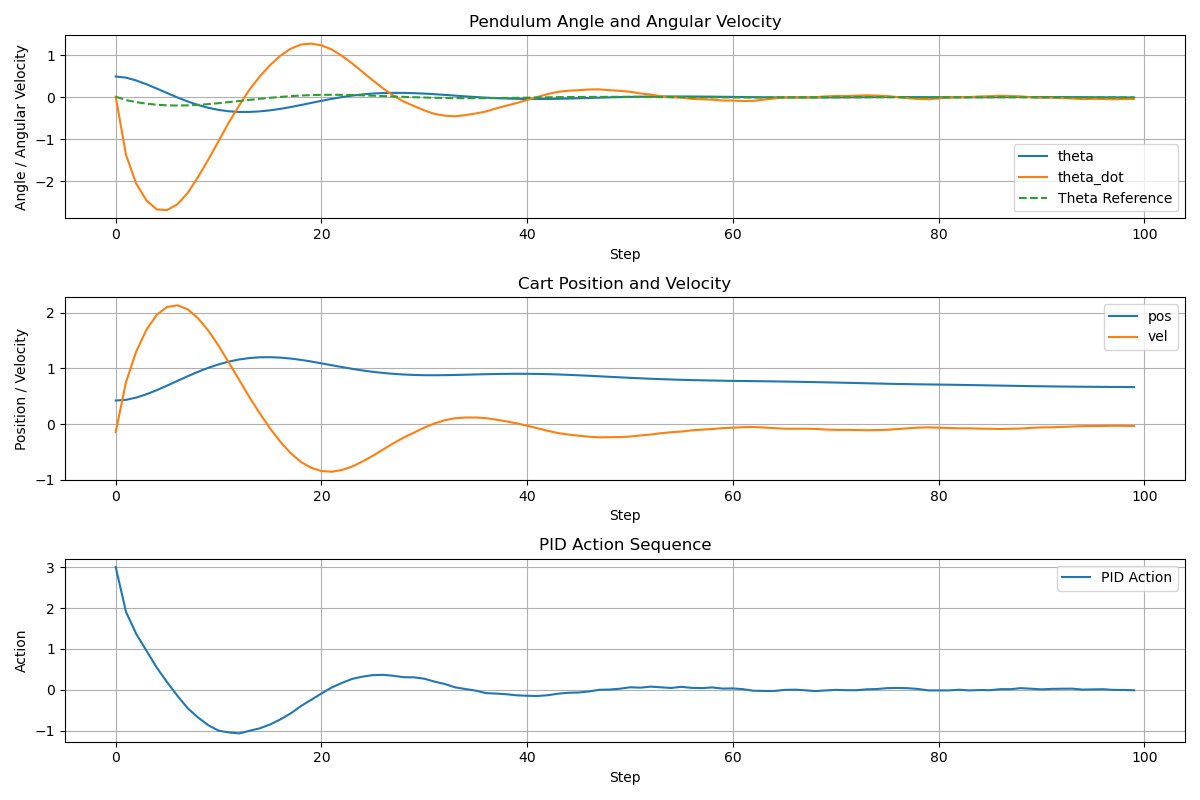 Pendulum Angle and Angular Velocity
Angle / Angular Velocity
1
0
−1
−2
theta
theta_dot
Theta Reference
0 20 40 60 80 100
Step
Cart Position and Velocity
Position / Velocity
2
1
0
−1
pos
vel
0 20 40 60 80 100
Step
PID Action Sequence
Action
3
2
1
0
−1
PID Action
0 20 40 60 80 100
Step